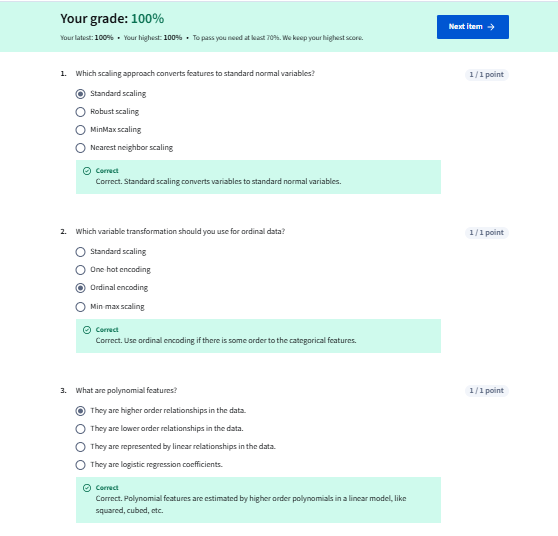 Your grade: 100%
Your latest: 100% • Your highest: 100% • To pass you need at least 70%. We keep your highest score.
Next item →
1. Which scaling approach converts features to standard normal variables?
1 / 1 point
Standard scaling
Robust scaling
MinMax scaling
Nearest neighbor scaling
Correct
Correct. Standard scaling converts variables to standard normal variables.
2. Which variable transformation should you use for ordinal data?
1 / 1 point
Standard scaling
One-hot encoding
Ordinal encoding
Min-max scaling
Correct
Correct. Use ordinal encoding if there is some order to the categorical features.
3. What are polynomial features?
1 / 1 point
They are higher order relationships in the data.
They are lower order relationships in the data.
They are represented by linear relationships in the data.
They are logistic regression coefficients.
Correct
Correct. Polynomial features are estimated by higher order polynomials in a linear model, like
squared, cubed, etc.